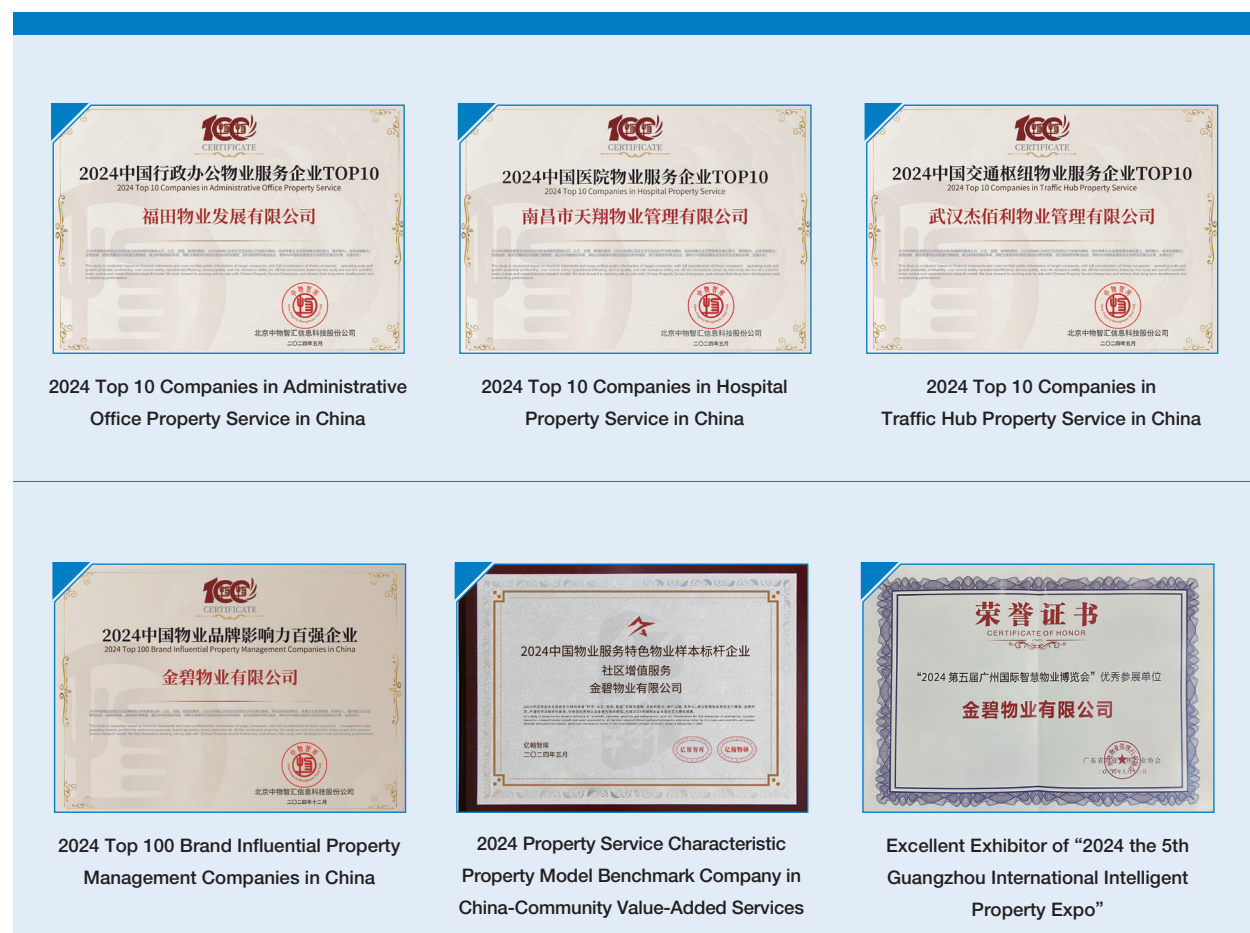 CERTIFICATE
2024中国行政办公物业服务企业TOP10
2024 Top 10 Companies in Administrative Office Property Service
福田物业发展有限公司
北京中物智汇信息科技股份公司
二〇二四年五月
2024 Top 10 Companies in Administrative
Office Property Service in China
CERTIFICATE
2024中国医院物业服务企业TOP10
2024 Top 10 Companies in Hospital Property Service
南昌市天翔物业管理有限公司
北京中物智汇信息科技股份公司
二〇二四年五月
2024 Top 10 Companies in Hospital
Property Service in China
CERTIFICATE
2024中国交通枢纽物业服务企业TOP10
2024 Top 10 Companies in Traffic Hub Property Service
武汉杰佰利物业管理有限公司
北京中物智汇信息科技股份公司
二〇二四年五月
2024 Top 10 Companies in
Traffic Hub Property Service in China
CERTIFICATE
2024中国物业品牌影响力百强企业
2024 Top 100 Brand Influential Property Management Companies in China
金碧物业有限公司
北京中物智汇信息科技股份公司
二〇二四年十二月
2024 Top 100 Brand Influential Property
Management Companies in China
2024中国物业服务特色物业样本标杆企业
社区增值服务
金碧物业有限公司
亿翰智库
二〇二四年五月
亿翰智库
亿翰物研
2024 Property Service Characteristic
Property Model Benchmark Company in
China-Community Value-Added Services
荣誉证书
CERTIFICATE OF HONOR
“2024 第五届广州国际智慧物业博览会”优秀参展单位
金碧物业有限公司
Excellent Exhibitor of “2024 the 5th
Guangzhou International Intelligent
Property Expo”